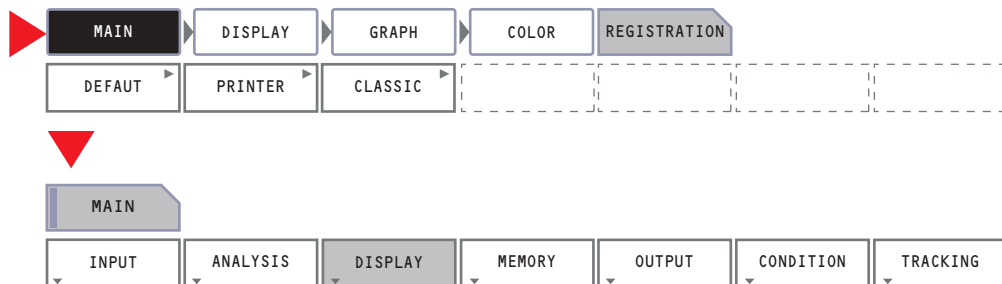 MAIN DISPLAY GRAPH COLOR REGISTRATION
DEFAUT PRINTER CLASSIC
MAIN
INPUT ANALYSIS DISPLAY MEMORY OUTPUT CONDITION TRACKING